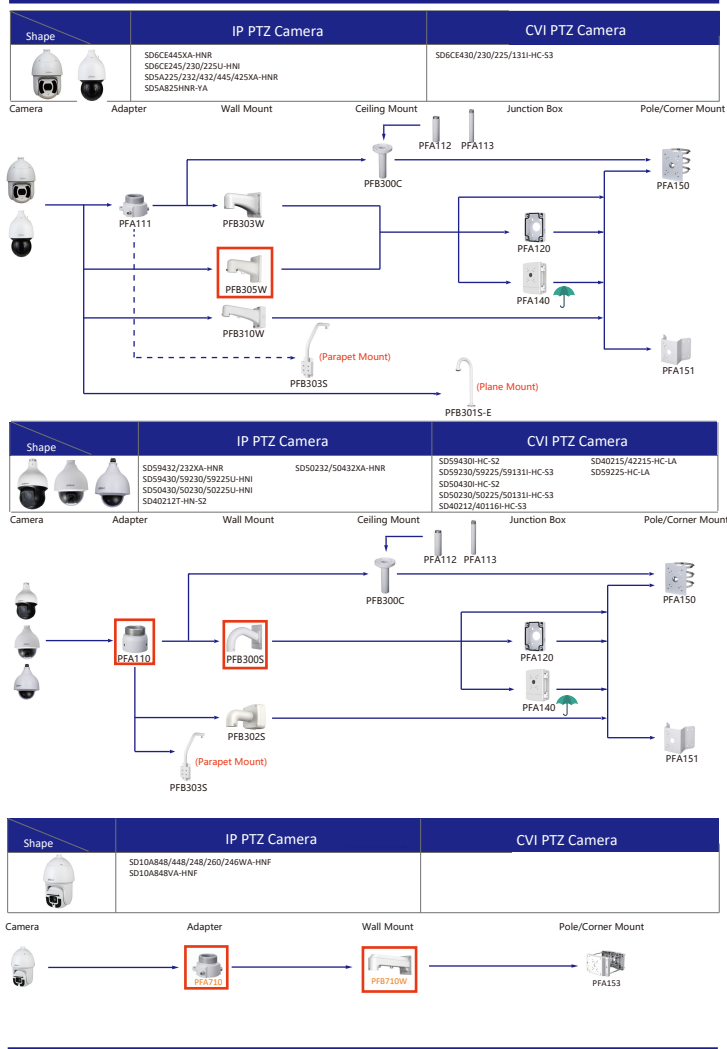 Shape
IP PTZ Camera
CVI PTZ Camera
SD6CE445XA-HNR
SD6CE245/230/225U-HNI
SD5A225/232/432/445/425XA-HNR
SD5A825HNR-YA
SD6CE430/230/225/131I-HC-S3
Camera
Adapter
Wall Mount
Ceiling Mount
Junction Box
Pole/Corner Mount
PFA112
PFA113
PFB300C
PFA150
PFA111
PFB303W
PFA120
PFB305W
PFA140
PFB310W
(Parapet Mount)
PFB303S
(Plane Mount)
PFB301S-E
PFA151
Shape
IP PTZ Camera
CVI PTZ Camera
SD59432/232XA-HNR
SD59430/59230/59225U-HNI
SD50430/50230/50225U-HNI
SD40212T-HN-S2
SD50232/50432XA-HNR
SD59430I-HC-S2
SD59230/59225/59131I-HC-S3
SD50430I-HC-S2
SD50230/50225/50131I-HC-S3
SD40212/40116I-HC-S3
SD40215/42215-HC-LA
SD59225-HC-LA
Camera
Adapter
Wall Mount
Ceiling Mount
Junction Box
Pole/Corner Mount
PFA112
PFA113
PFB300C
PFA150
PFA110
PFB300S
PFA120
PFA140
PFB302S
(Parapet Mount)
PFB303S
PFA151
Shape
IP PTZ Camera
CVI PTZ Camera
SD10A848/448/248/260/246WA-HNF
SD10A848VA-HNF
Camera
Adapter
Wall Mount
Pole/Corner Mount
PFA710
PFB710W
PFA153